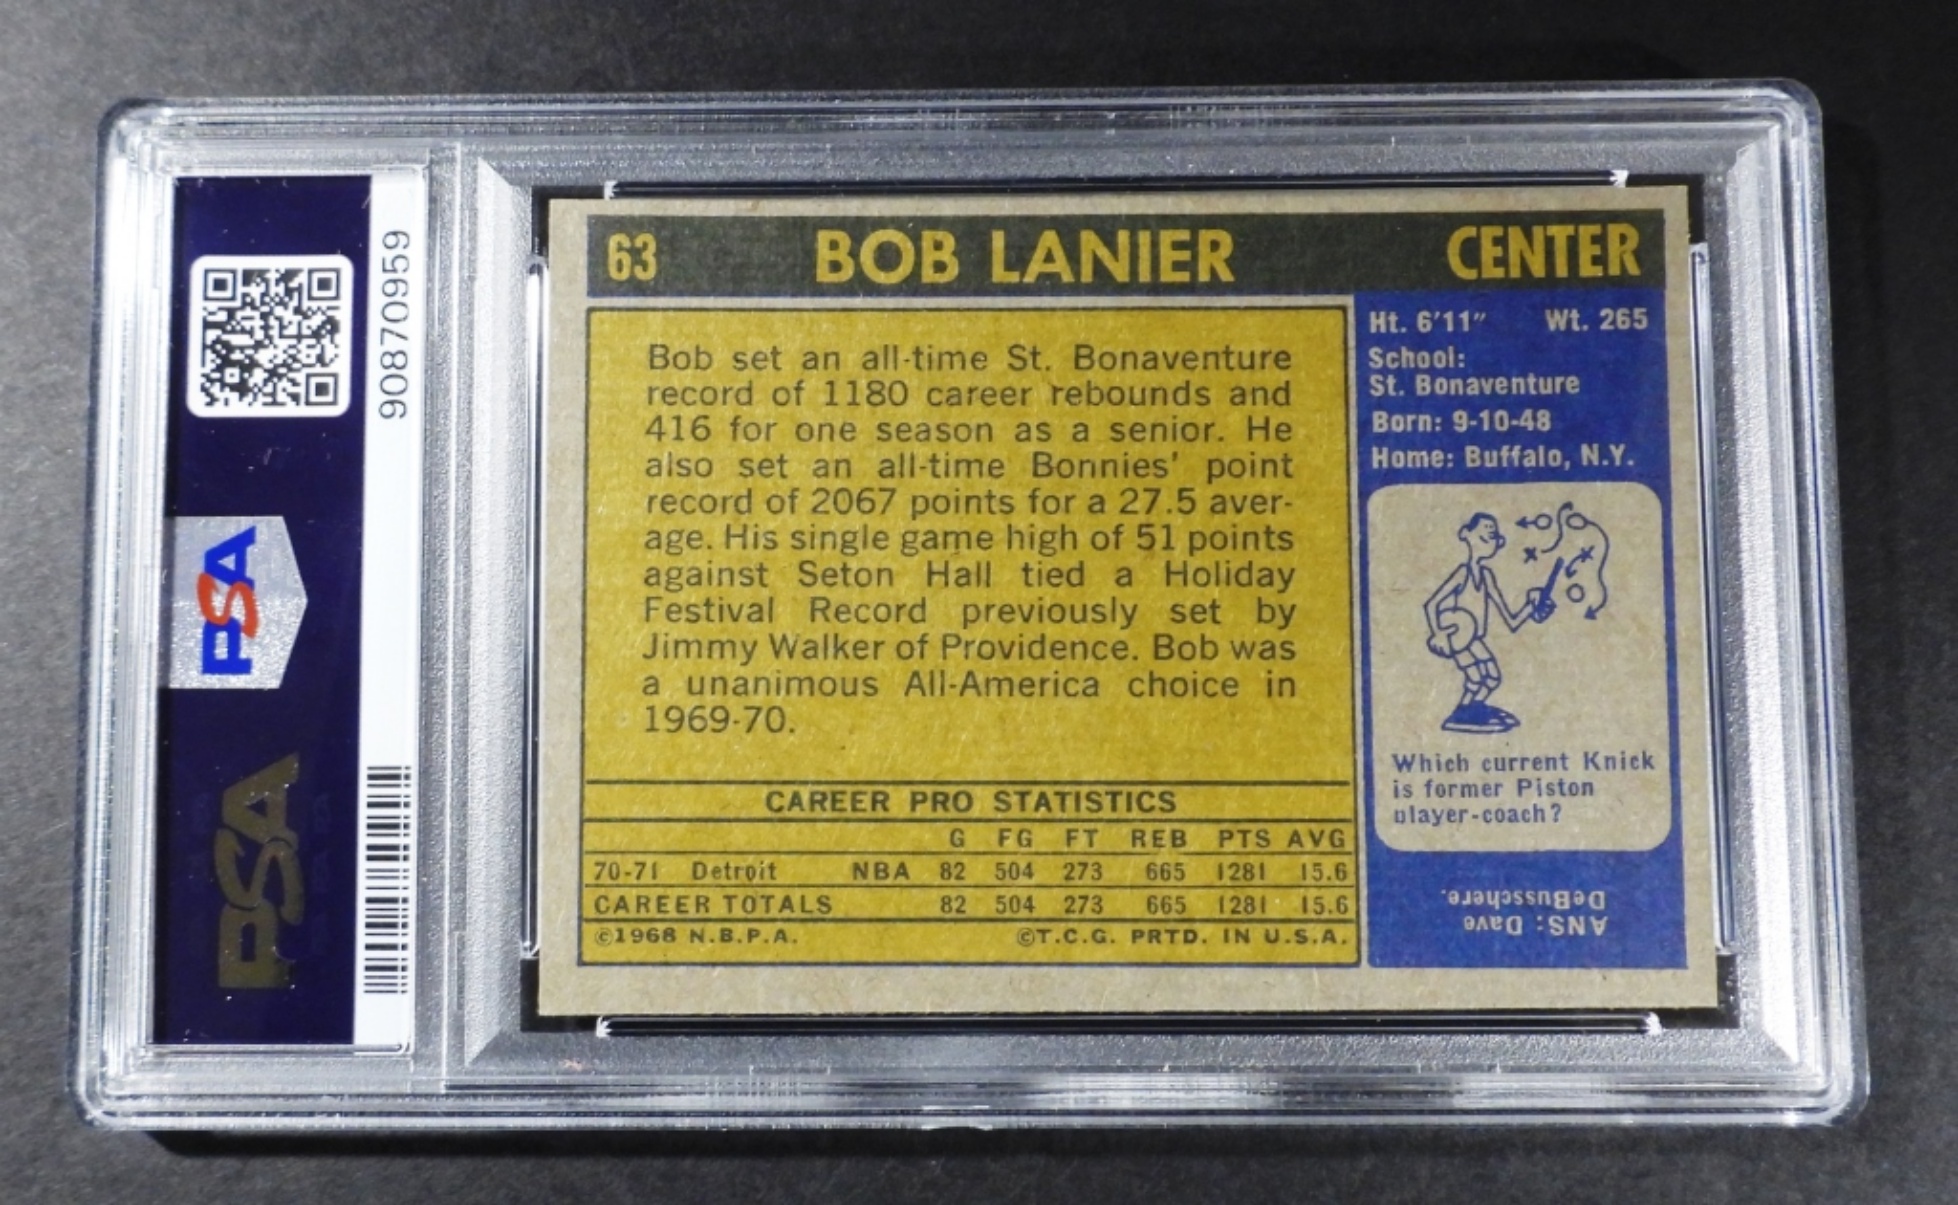 90870959
PSA
PSA
63 BOB LANIER CENTER
Bob set an all-time St. Bonaventure
record of 1180 career rebounds and
416 for one season as a senior. He
also set an all-time Bonnies' point
record of 2067 points for a 27.5 aver-
age. His single game high of 51 points
against Seton Hall tied a Holiday
Festival Record previously set by
Jimmy Walker of Providence. Bob was
a unanimous All-America choice in
1969-70.
CAREER PRO STATISTICS
G FG FT REB PTS AVG
70-71 Detroit NBA 82 504 273 665 1281 15.6
CAREER TOTALS 82 504 273 665 1281 15.6
©1968 N.B.P.A. ©T.C.G. PRTD. IN U.S.A.
Ht. 6'11" Wt. 265
School:
St. Bonaventure
Born: 9-10-48
Home: Buffalo, N.Y.
Which current Knick
is former Piston
player-coach?
ANS: Dave
DeBusschere.